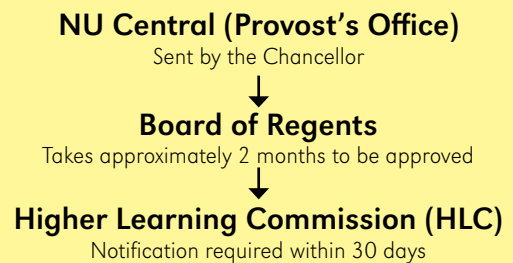 NU Central (Provost's Office)
Sent by the Chancellor
Board of Regents
Takes approximately 2 months to be approved
Higher Learning Commission (HLC)
Notification required within 30 days